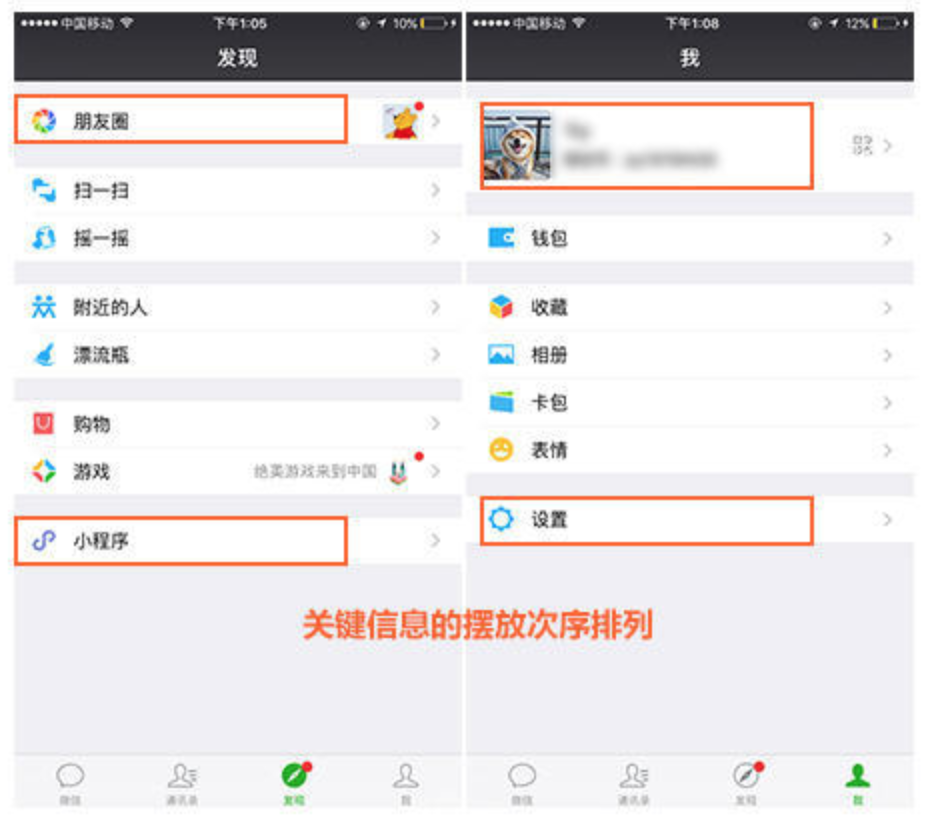 中国移动 下午1:05 10%
发现
朋友圈
扫一扫
摇一摇
附近的人
漂流瓶
购物
游戏 绝美游戏来到中国
小程序
微信 通讯录 发现 我
中国移动 下午1:08 12%
我
钱包
收藏
相册
卡包
表情
设置
微信 通讯录 发现 我
关键信息的摆放次序排列